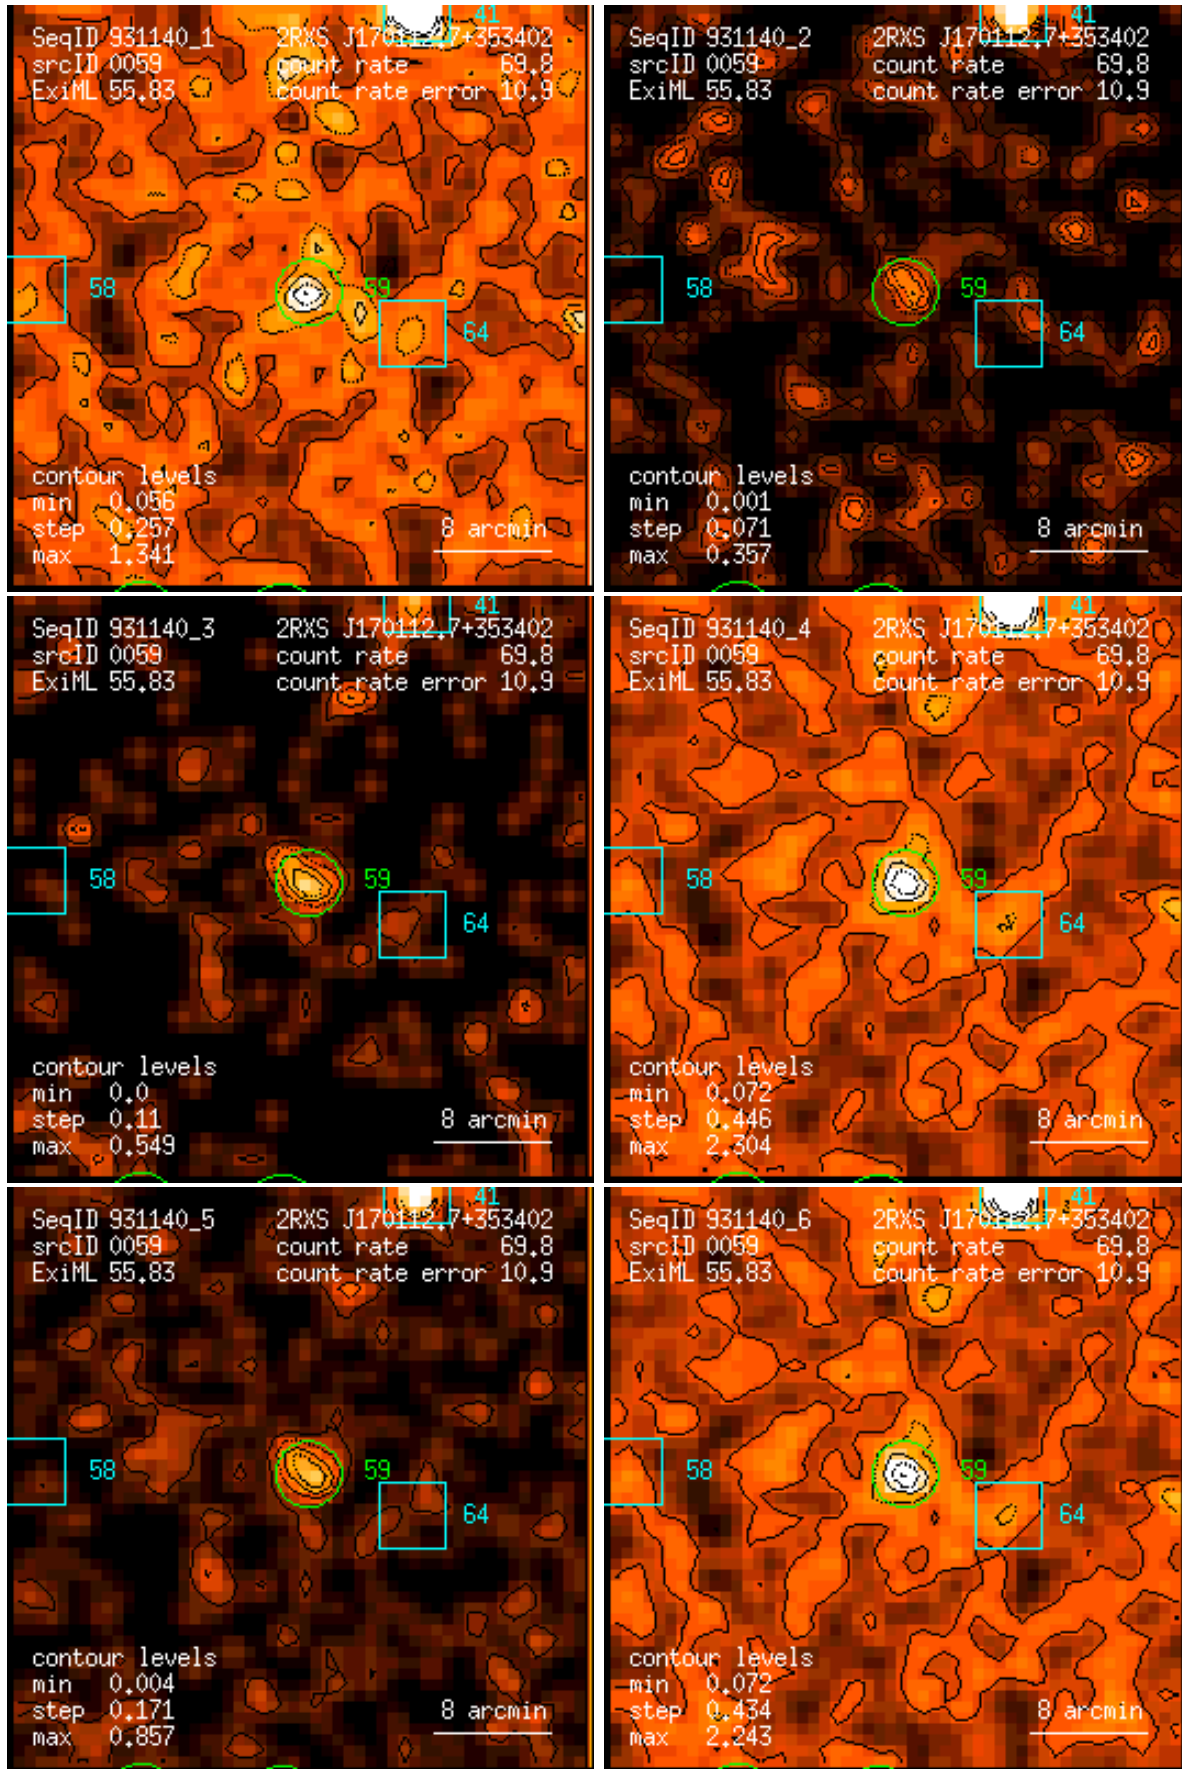 41
SeqID 931140_1 2RXS J170112.7+353402
srcID 0059 count rate 69.8
ExiML 55.83 count rate error 10.9
58
59
64
contour levels
min 0.056
step 0.257 8 arcmin
max 1.341
41
SeqID 931140_2 2RXS J170112.7+353402
srcID 0059 count rate 69.8
ExiML 55.83 count rate error 10.9
58
59
64
contour levels
min 0.001
step 0.071 8 arcmin
max 0.357
41
SeqID 931140_3 2RXS J170112.7+353402
srcID 0059 count rate 69.8
ExiML 55.83 count rate error 10.9
58
59
64
contour levels
min 0.0
step 0.11 8 arcmin
max 0.549
41
SeqID 931140_4 2RXS J170112.7+353402
srcID 0059 count rate 69.8
ExiML 55.83 count rate error 10.9
58
59
64
contour levels
min 0.072
step 0.446 8 arcmin
max 2.304
41
SeqID 931140_5 2RXS J170112.7+353402
srcID 0059 count rate 69.8
ExiML 55.83 count rate error 10.9
58
59
64
contour levels
min 0.004
step 0.171 8 arcmin
max 0.857
41
SeqID 931140_6 2RXS J170112.7+353402
srcID 0059 count rate 69.8
ExiML 55.83 count rate error 10.9
58
59
64
contour levels
min 0.072
step 0.434 8 arcmin
max 2.243